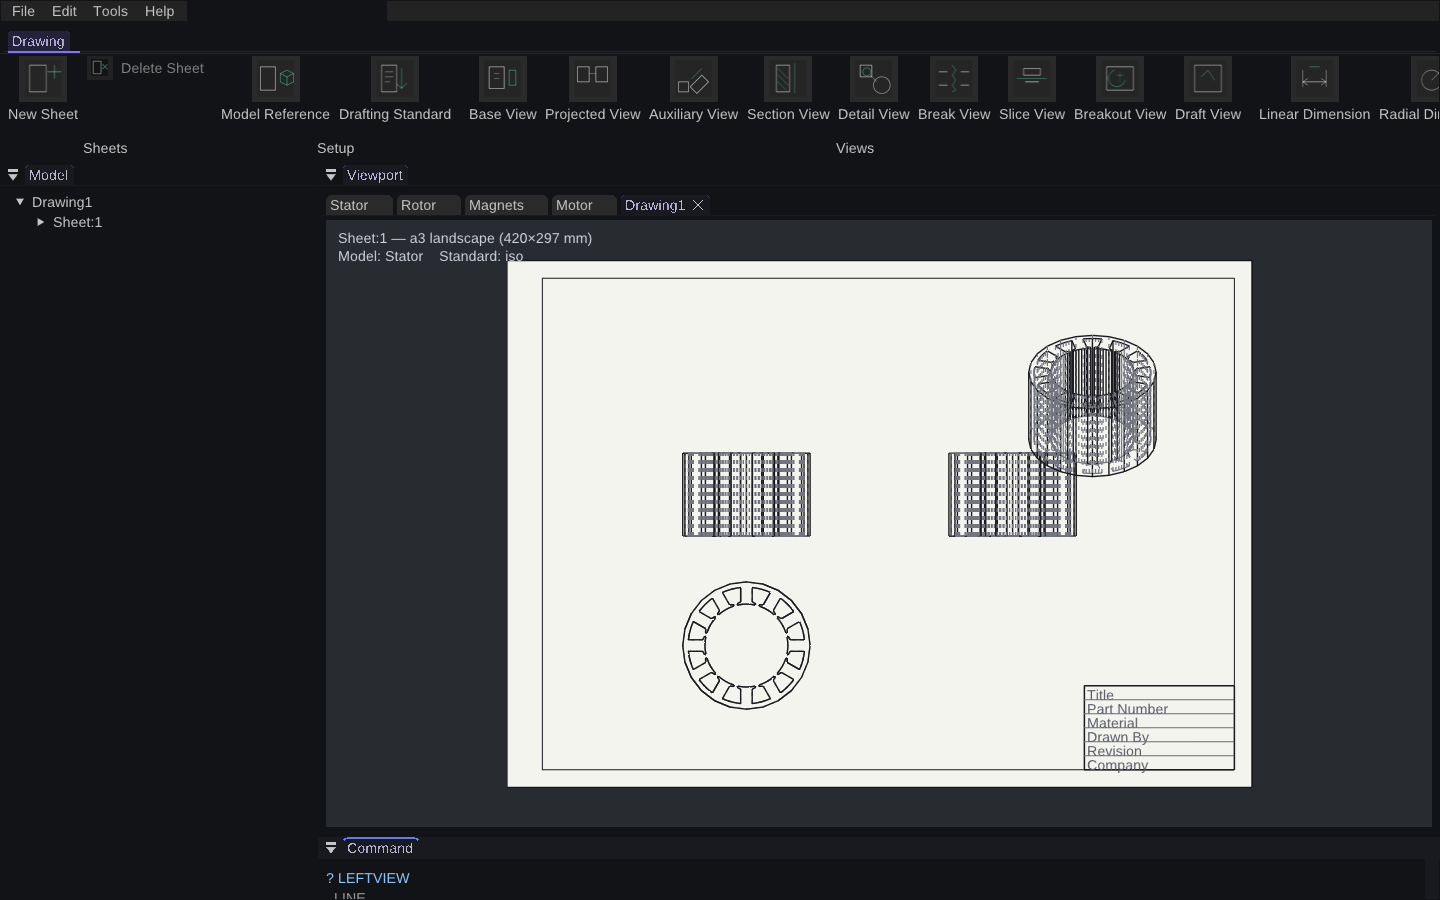 File Edit Tools Help
Drawing
New Sheet
Delete Sheet
Model Reference
Drafting Standard
Base View
Projected View
Auxiliary View
Section View
Detail View
Break View
Slice View
Breakout View
Draft View
Linear Dimension
Radial Di
Sheets
Setup
Views
Model
Drawing1
Sheet:1
Viewport
Stator
Rotor
Magnets
Motor
Drawing1
Sheet:1 — a3 landscape (420×297 mm)
Model: Stator Standard: iso
Title
Part Number
Material
Drawn By
Revision
Company
Command
? LEFTVIEW
LINE